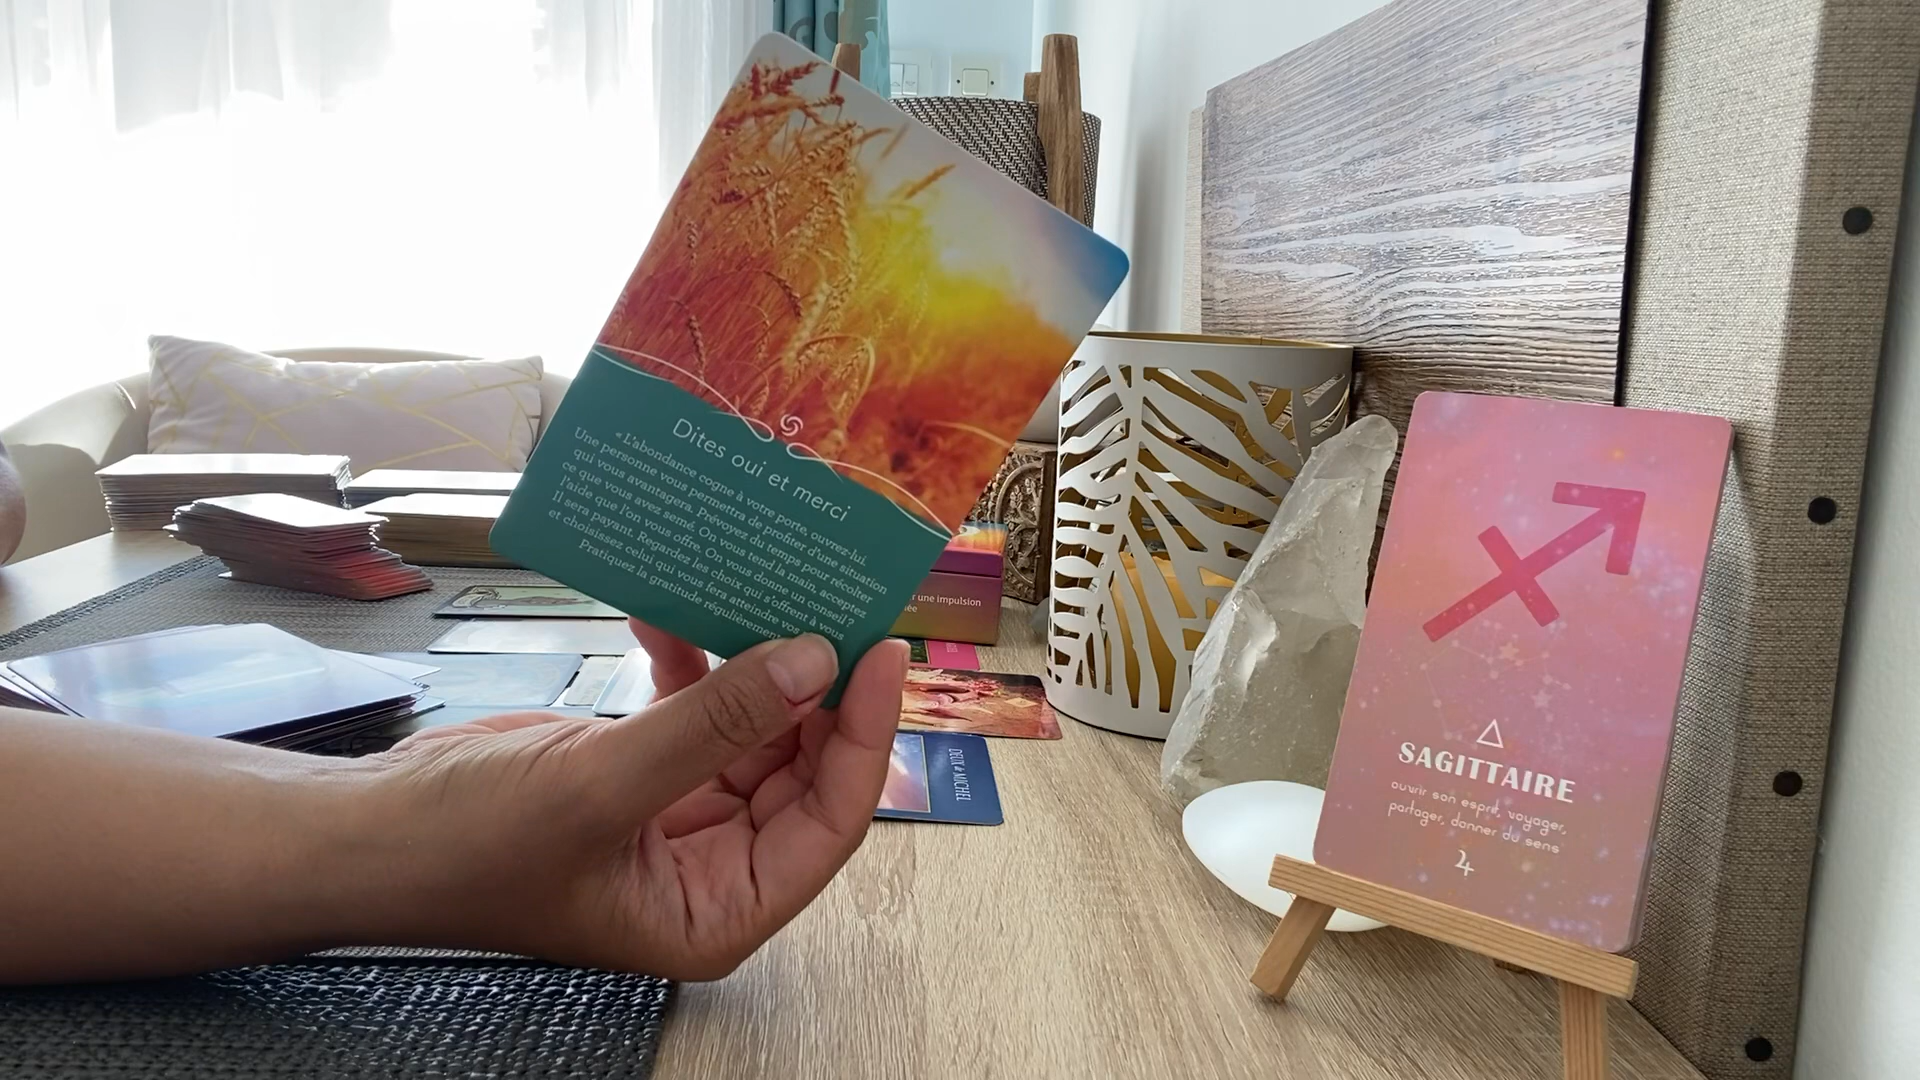 Dites oui et merci
« L'abondance cogne à votre porte, ouvrez-lui.
Une personne vous permettra de profiter d'une situation
qui vous avantagera. Prévoyez du temps pour récolter
ce que vous avez semé. On vous tend la main, acceptez
l'aide que l'on vous offre. On vous donne un conseil ?
Il sera payant. Regardez les choix qui s'offrent à vous
et choisissez celui qui vous fera atteindre vos
Pratiquez la gratitude régulièrement
une impulsion
DEUX de MICHEL
SAGITTAIRE
ouvrir son esprit, voyager,
partager, donner du sens
♃